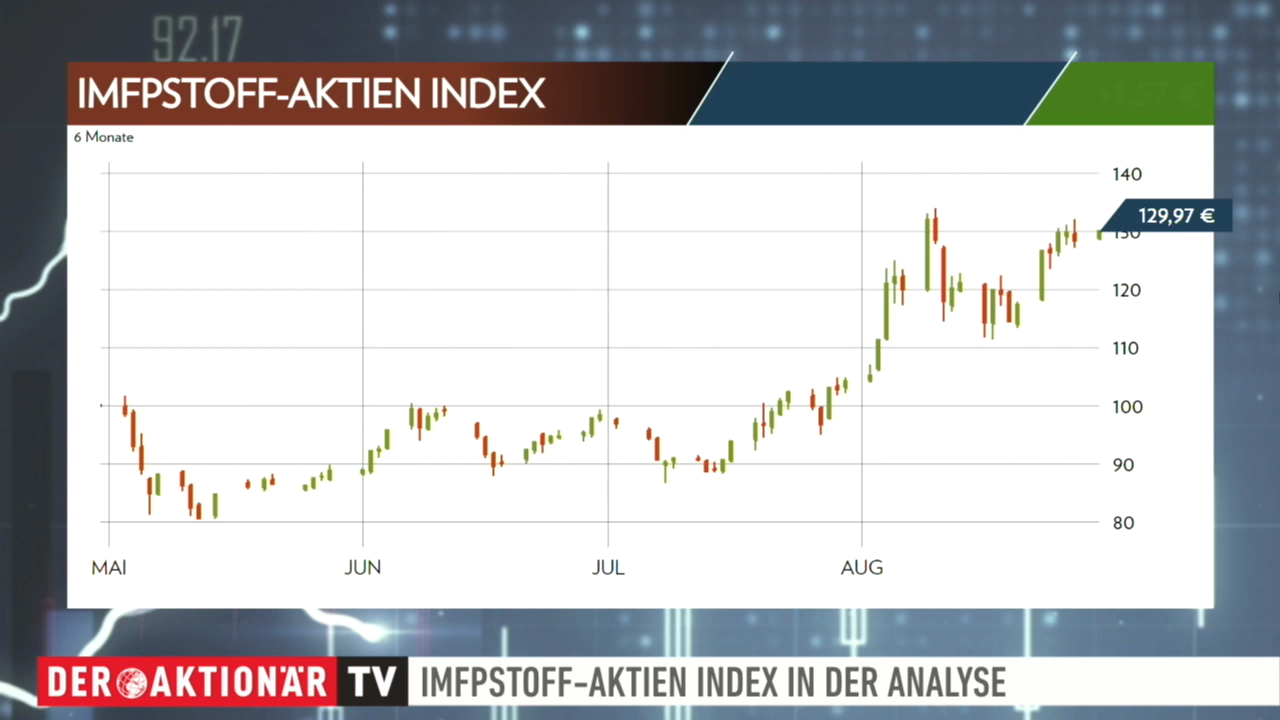 92.17
IMFPSTOFF-AKTIEN INDEX
6 Monate
140
129,97 €
130
120
110
100
90
80
MAI
JUN
JUL
AUG
DER AKTIONÄR TV
IMFPSTOFF-AKTIEN INDEX IN DER ANALYSE